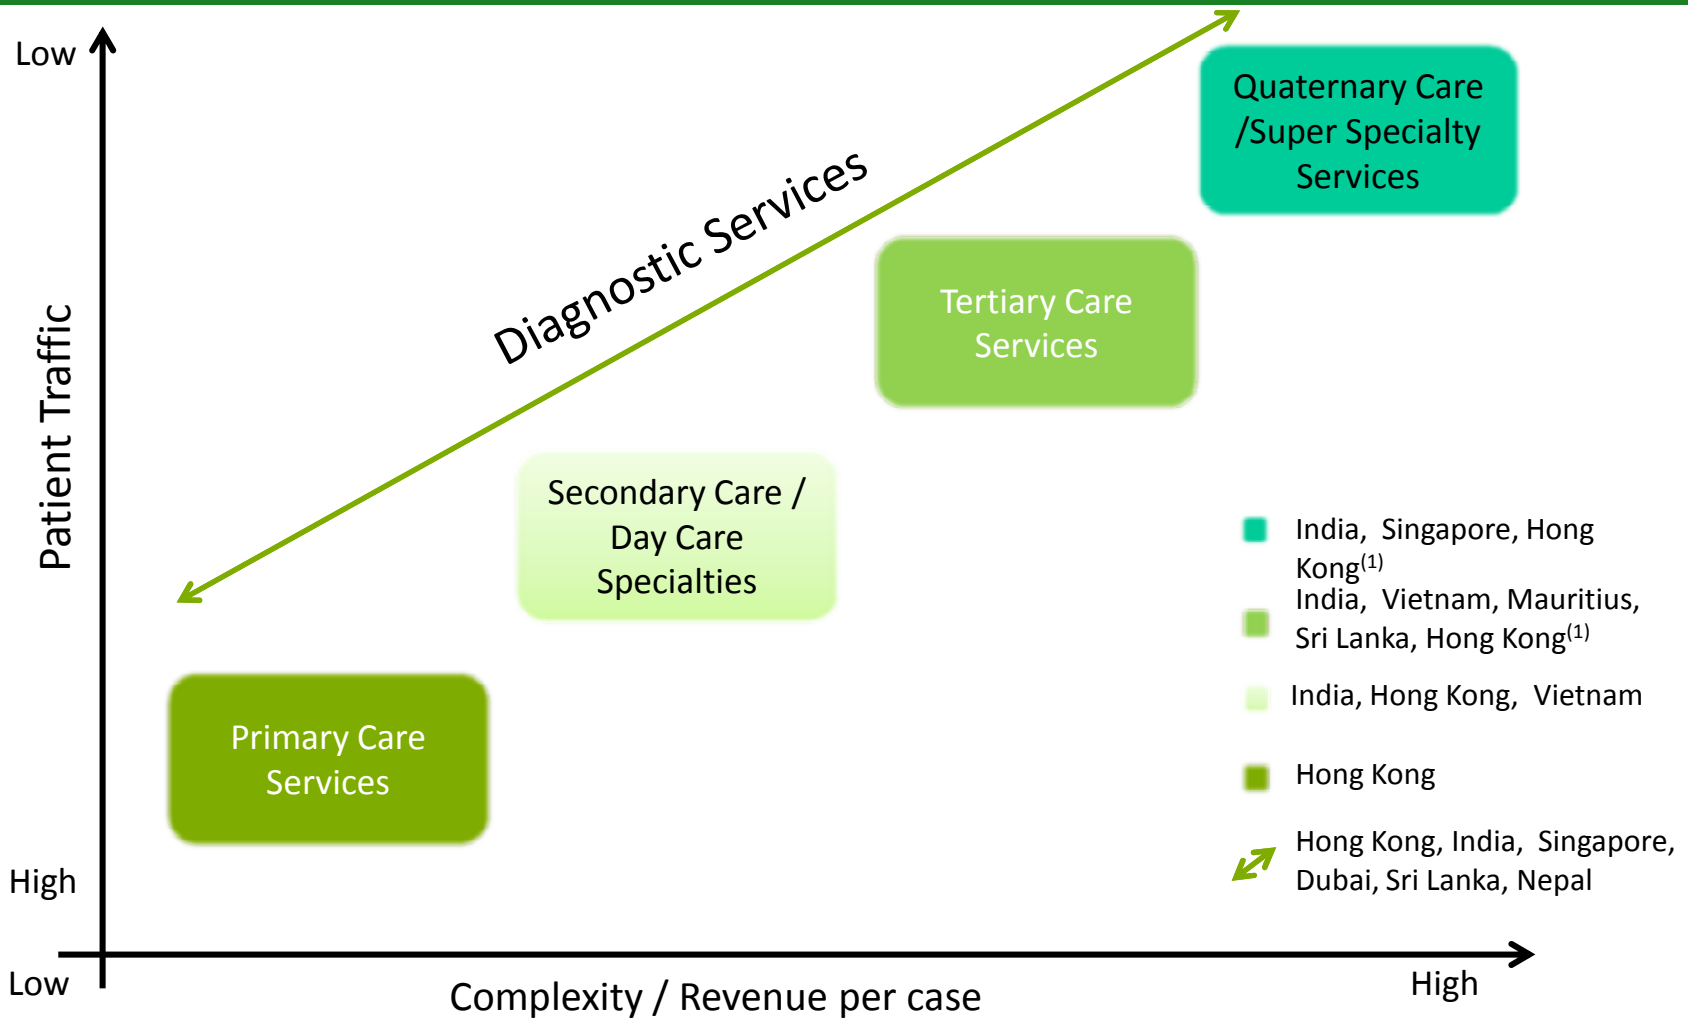 Low
Quaternary Care
/Super Specialty
Services
Diagnostic Services
Tertiary Care
Services
Patient Traffic
Secondary Care /
Day Care
Specialties
India, Singapore, Hong
Kong(1)
India, Vietnam, Mauritius,
Sri Lanka, Hong Kong(1)
India, Hong Kong, Vietnam
Primary Care
Services
Hong Kong
Hong Kong, India, Singapore,
Dubai, Sri Lanka, Nepal
High
Low
Complexity / Revenue per case
High